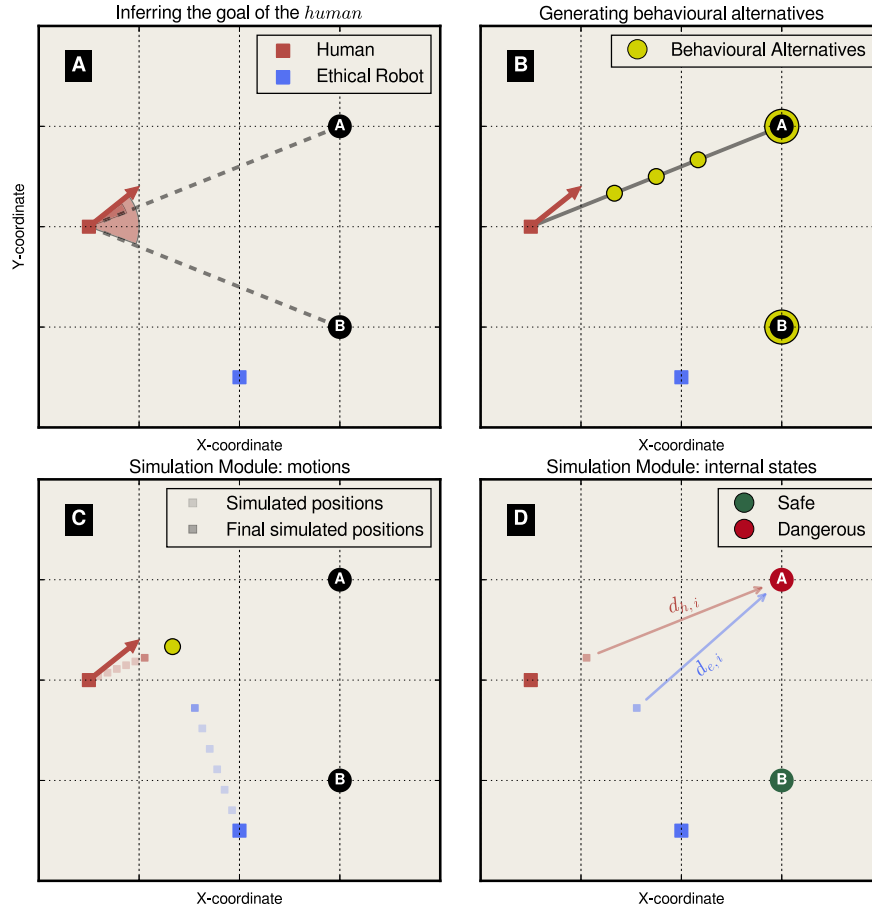 Inferring the goal of the human
A
Human
Ethical Robot
A
B
Y-coordinate
X-coordinate
Generating behavioural alternatives
B
Behavioural Alternatives
A
B
X-coordinate
Simulation Module: motions
C
Simulated positions
Final simulated positions
A
B
X-coordinate
Simulation Module: internal states
D
Safe
Dangerous
A
d_{h,i}
d_{e,i}
B
X-coordinate